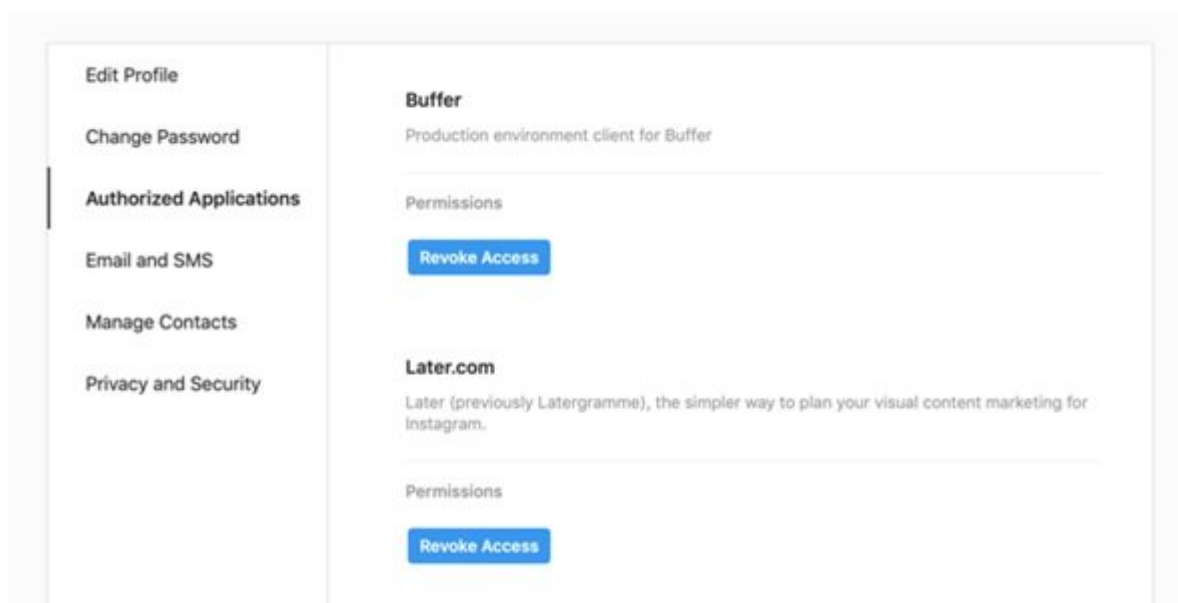 Edit Profile
Change Password
Authorized Applications
Email and SMS
Manage Contacts
Privacy and Security
Buffer
Production environment client for Buffer
Permissions
Revoke Access
Later.com
Later (previously Latergramme), the simpler way to plan your visual content marketing for
Instagram.
Permissions
Revoke Access